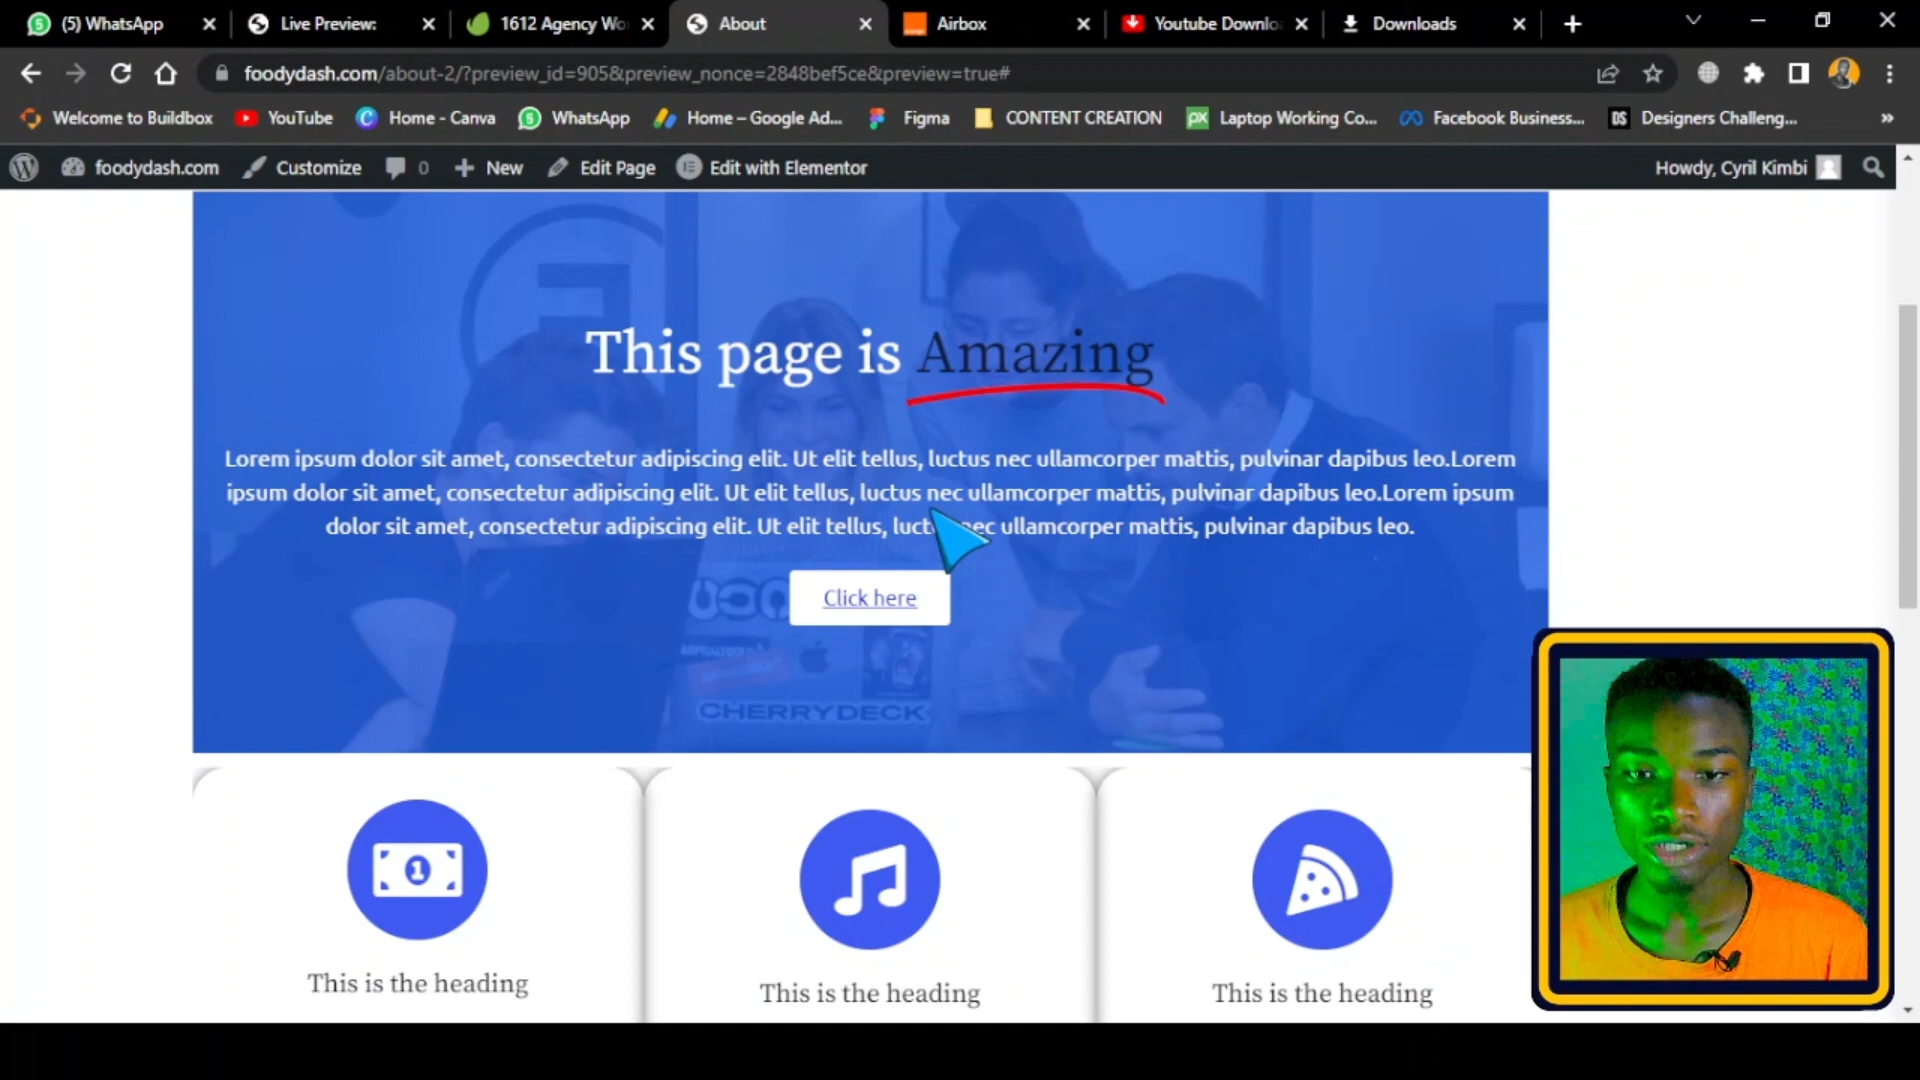 (5) WhatsApp
Live Preview:
1612 Agency Wo
About
Airbox
Youtube Downlo
Downloads
foodydash.com/about-2/?preview_id=905&preview_nonce=2848bef5ce&preview=true#
Welcome to Buildbox
YouTube
Home - Canva
WhatsApp
Home – Google Ad...
Figma
CONTENT CREATION
Laptop Working Co...
Facebook Business...
DS
Designers Challeng...
»
foodydash.com
Customize
0
New
Edit Page
Edit with Elementor
Howdy, Cyril Kimbi
This page is Amazing
Lorem ipsum dolor sit amet, consectetur adipiscing elit. Ut elit tellus, luctus nec ullamcorper mattis, pulvinar dapibus leo.Lorem
ipsum dolor sit amet, consectetur adipiscing elit. Ut elit tellus, luctus nec ullamcorper mattis, pulvinar dapibus leo.Lorem ipsum
dolor sit amet, consectetur adipiscing elit. Ut elit tellus, luctus nec ullamcorper mattis, pulvinar dapibus leo.
Click here
CHERRYDECK
1
This is the heading
This is the heading
This is the heading